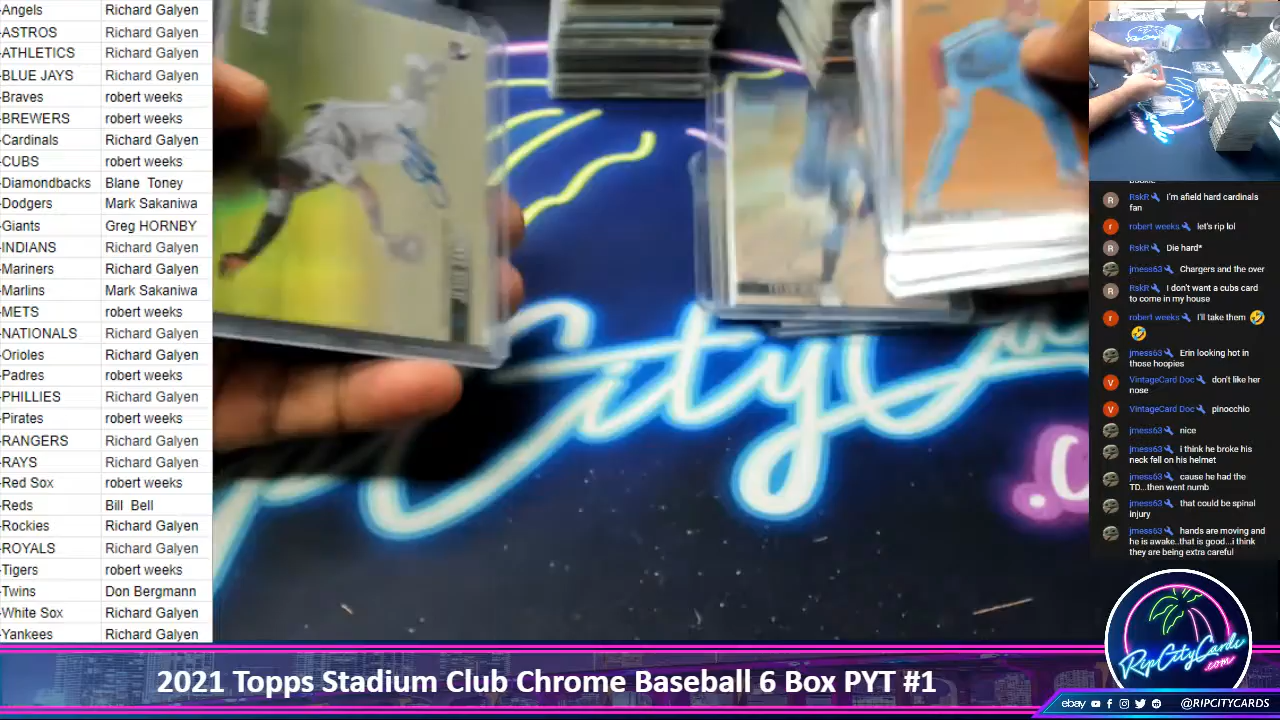 -Angels Richard Galyen
-ASTROS Richard Galyen
-ATHLETICS Richard Galyen
-BLUE JAYS Richard Galyen
-Braves robert weeks
-BREWERS robert weeks
-Cardinals Richard Galyen
-CUBS robert weeks
-Diamondbacks Blane Toney
-Dodgers Mark Sakaniwa
-Giants Greg HORNBY
-INDIANS Richard Galyen
-Mariners Richard Galyen
-Marlins Mark Sakaniwa
-METS robert weeks
-NATIONALS Richard Galyen
-Orioles Richard Galyen
-Padres robert weeks
-PHILLIES Richard Galyen
-Pirates robert weeks
-RANGERS Richard Galyen
-RAYS Richard Galyen
-Red Sox robert weeks
-Reds Bill Bell
-Rockies Richard Galyen
-ROYALS Richard Galyen
-Tigers robert weeks
-Twins Don Bergmann
-White Sox Richard Galyen
-Yankees Richard Galyen
City
.C
R RskR I'm afield hard cardinals
fan
r robert weeks let's rip lol
R RskR Die hard*
jmess63 Chargers and the over
R RskR I don't want a cubs card
to come in my house
r robert weeks I'll take them 🤣
🤣
jmess63 Erin looking hot in
those hoopies
V VintageCard Doc don't like her
nose
V VintageCard Doc pinocchio
jmess63 nice
jmess63 i think he broke his
neck fell on his helmet
jmess63 cause he had the
TD...then went numb
jmess63 that could be spinal
injury
jmess63 hands are moving and
he is awake..that is good...i think
they are being extra careful
RipCityCards
.com
2021 Topps Stadium Club Chrome Baseball 6 Box PYT #1
ebay @RIPCITYCARDS